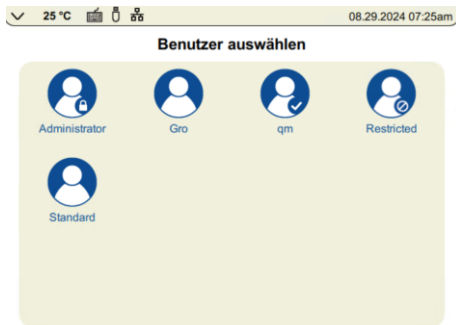 25 °C 08.29.2024 07:25am
Benutzer auswählen
Administrator Gro qm Restricted
Standard